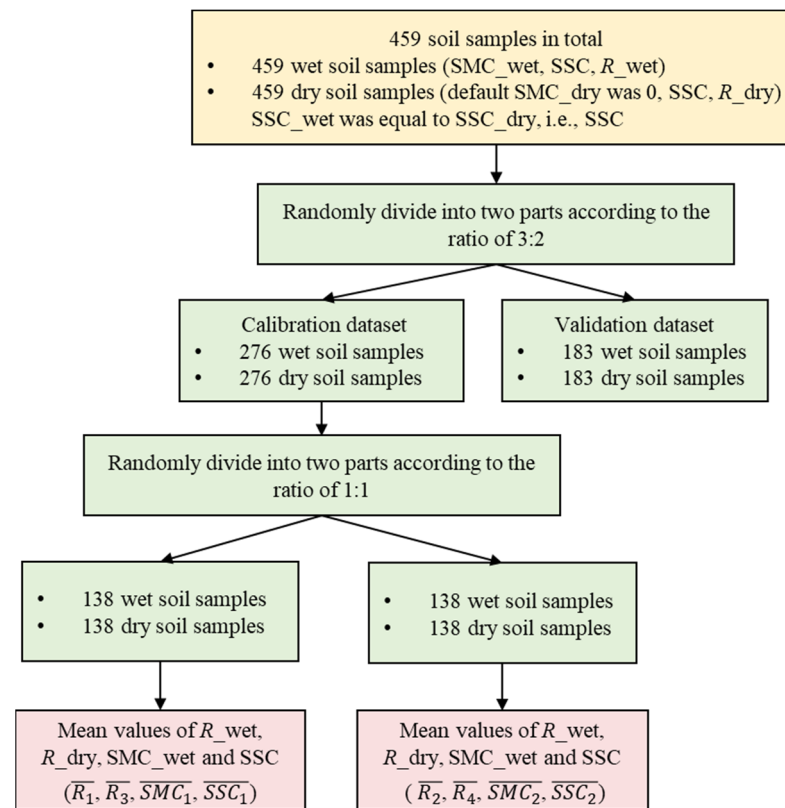 459 soil samples in total
• 459 wet soil samples (SMC_wet, SSC, R_wet)
• 459 dry soil samples (default SMC_dry was 0, SSC, R_dry)
SSC_wet was equal to SSC_dry, i.e., SSC
Randomly divide into two parts according to the
ratio of 3:2
Calibration dataset
• 276 wet soil samples
• 276 dry soil samples
Validation dataset
• 183 wet soil samples
• 183 dry soil samples
Randomly divide into two parts according to the
ratio of 1:1
• 138 wet soil samples
• 138 dry soil samples
• 138 wet soil samples
• 138 dry soil samples
Mean values of R_wet,
R_dry, SMC_wet and SSC
(R̅₁, R̅₃, S̅M̅C̅₁, S̅S̅C̅₁)
Mean values of R_wet,
R_dry, SMC_wet and SSC
( R̅₂, R̅₄, S̅M̅C̅₂, S̅S̅C̅₂)